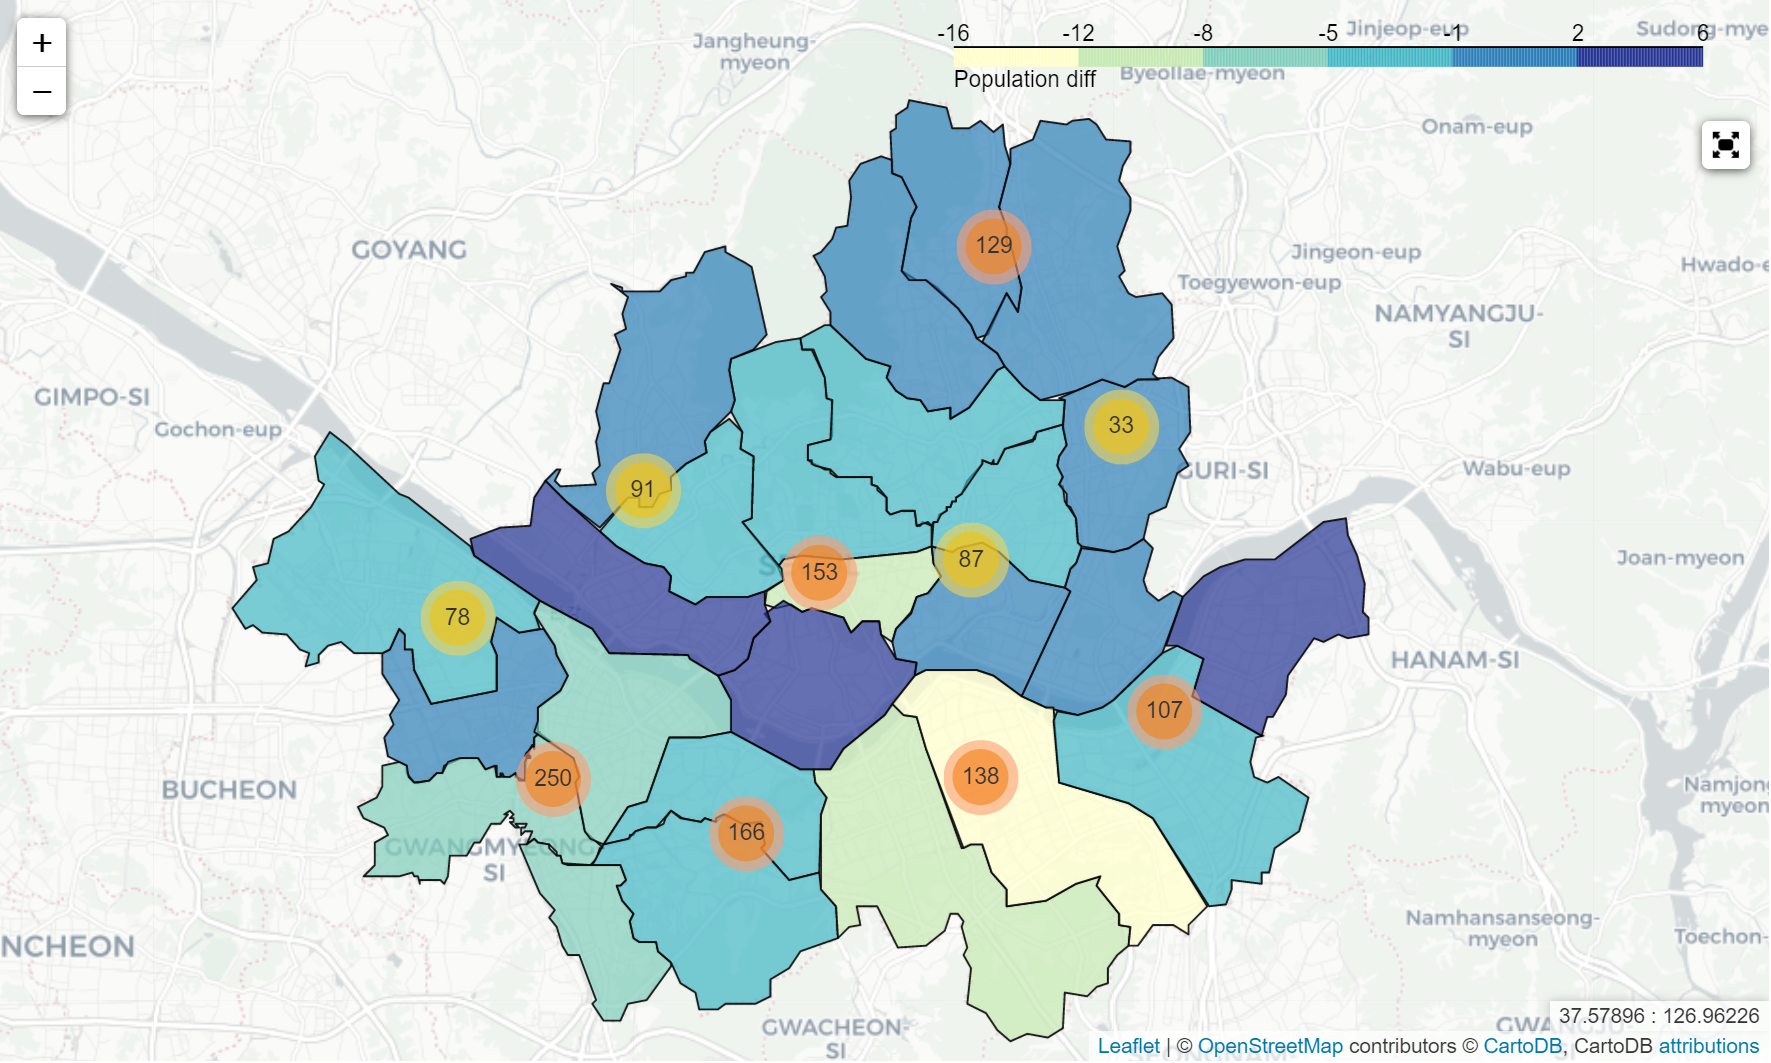 +
−
-16 -12 -8 -5 -1 2 6
Population diff
Jangheung-
myeon
Jinjeop-eup
Sudong-mye
Byeollae-myeon
Onam-eup
129
GOYANG
Jingeon-eup
Toegyewon-eup
Hwado-e
NAMYANGJU-
SI
GIMPO-SI
Gochon-eup
33
91
GURI-SI
Wabu-eup
153
87
Joan-myeon
78
HANAM-SI
107
250
138
BUCHEON
166
Namjong
myeon
GWANGMYEONG
SI
Namhansanseong-
myeon
Toechon-
NCHEON
GWACHEON-
SI
37.57896 : 126.96226
Leaflet | © OpenStreetMap contributors © CartoDB, CartoDB attributions